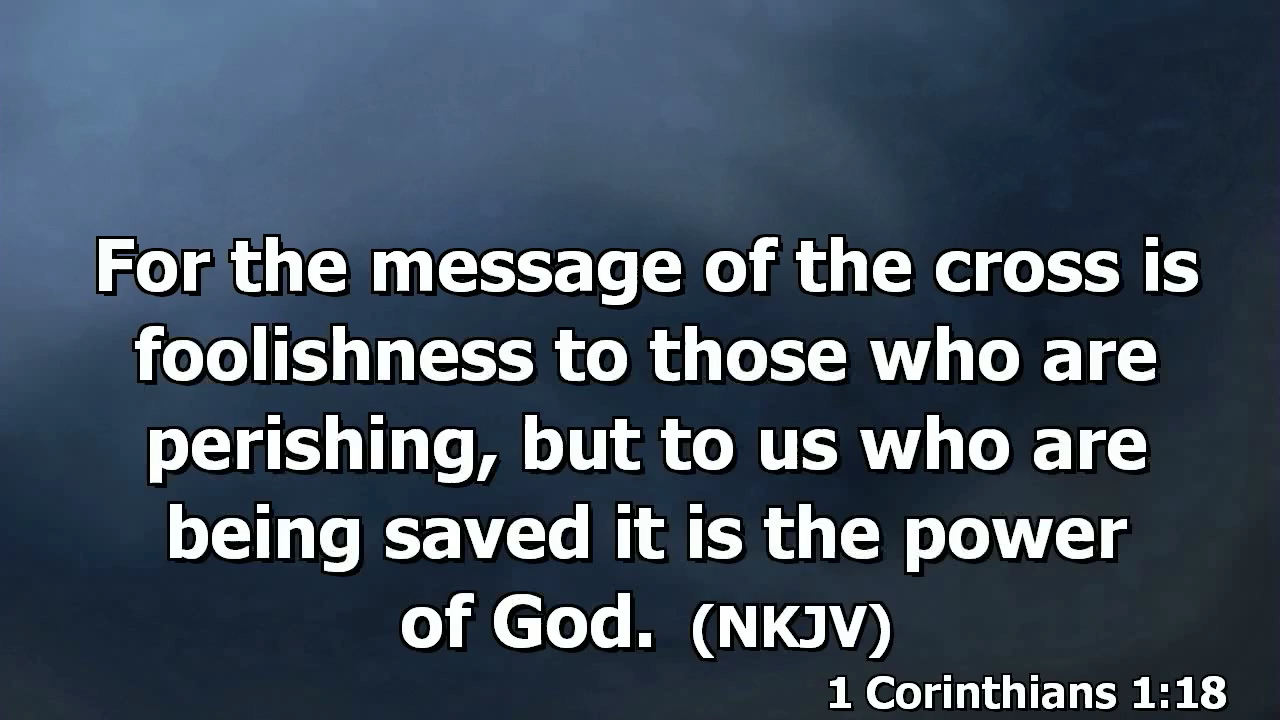 For the message of the cross is
foolishness to those who are
perishing, but to us who are
being saved it is the power
of God. (NKJV)
1 Corinthians 1:18